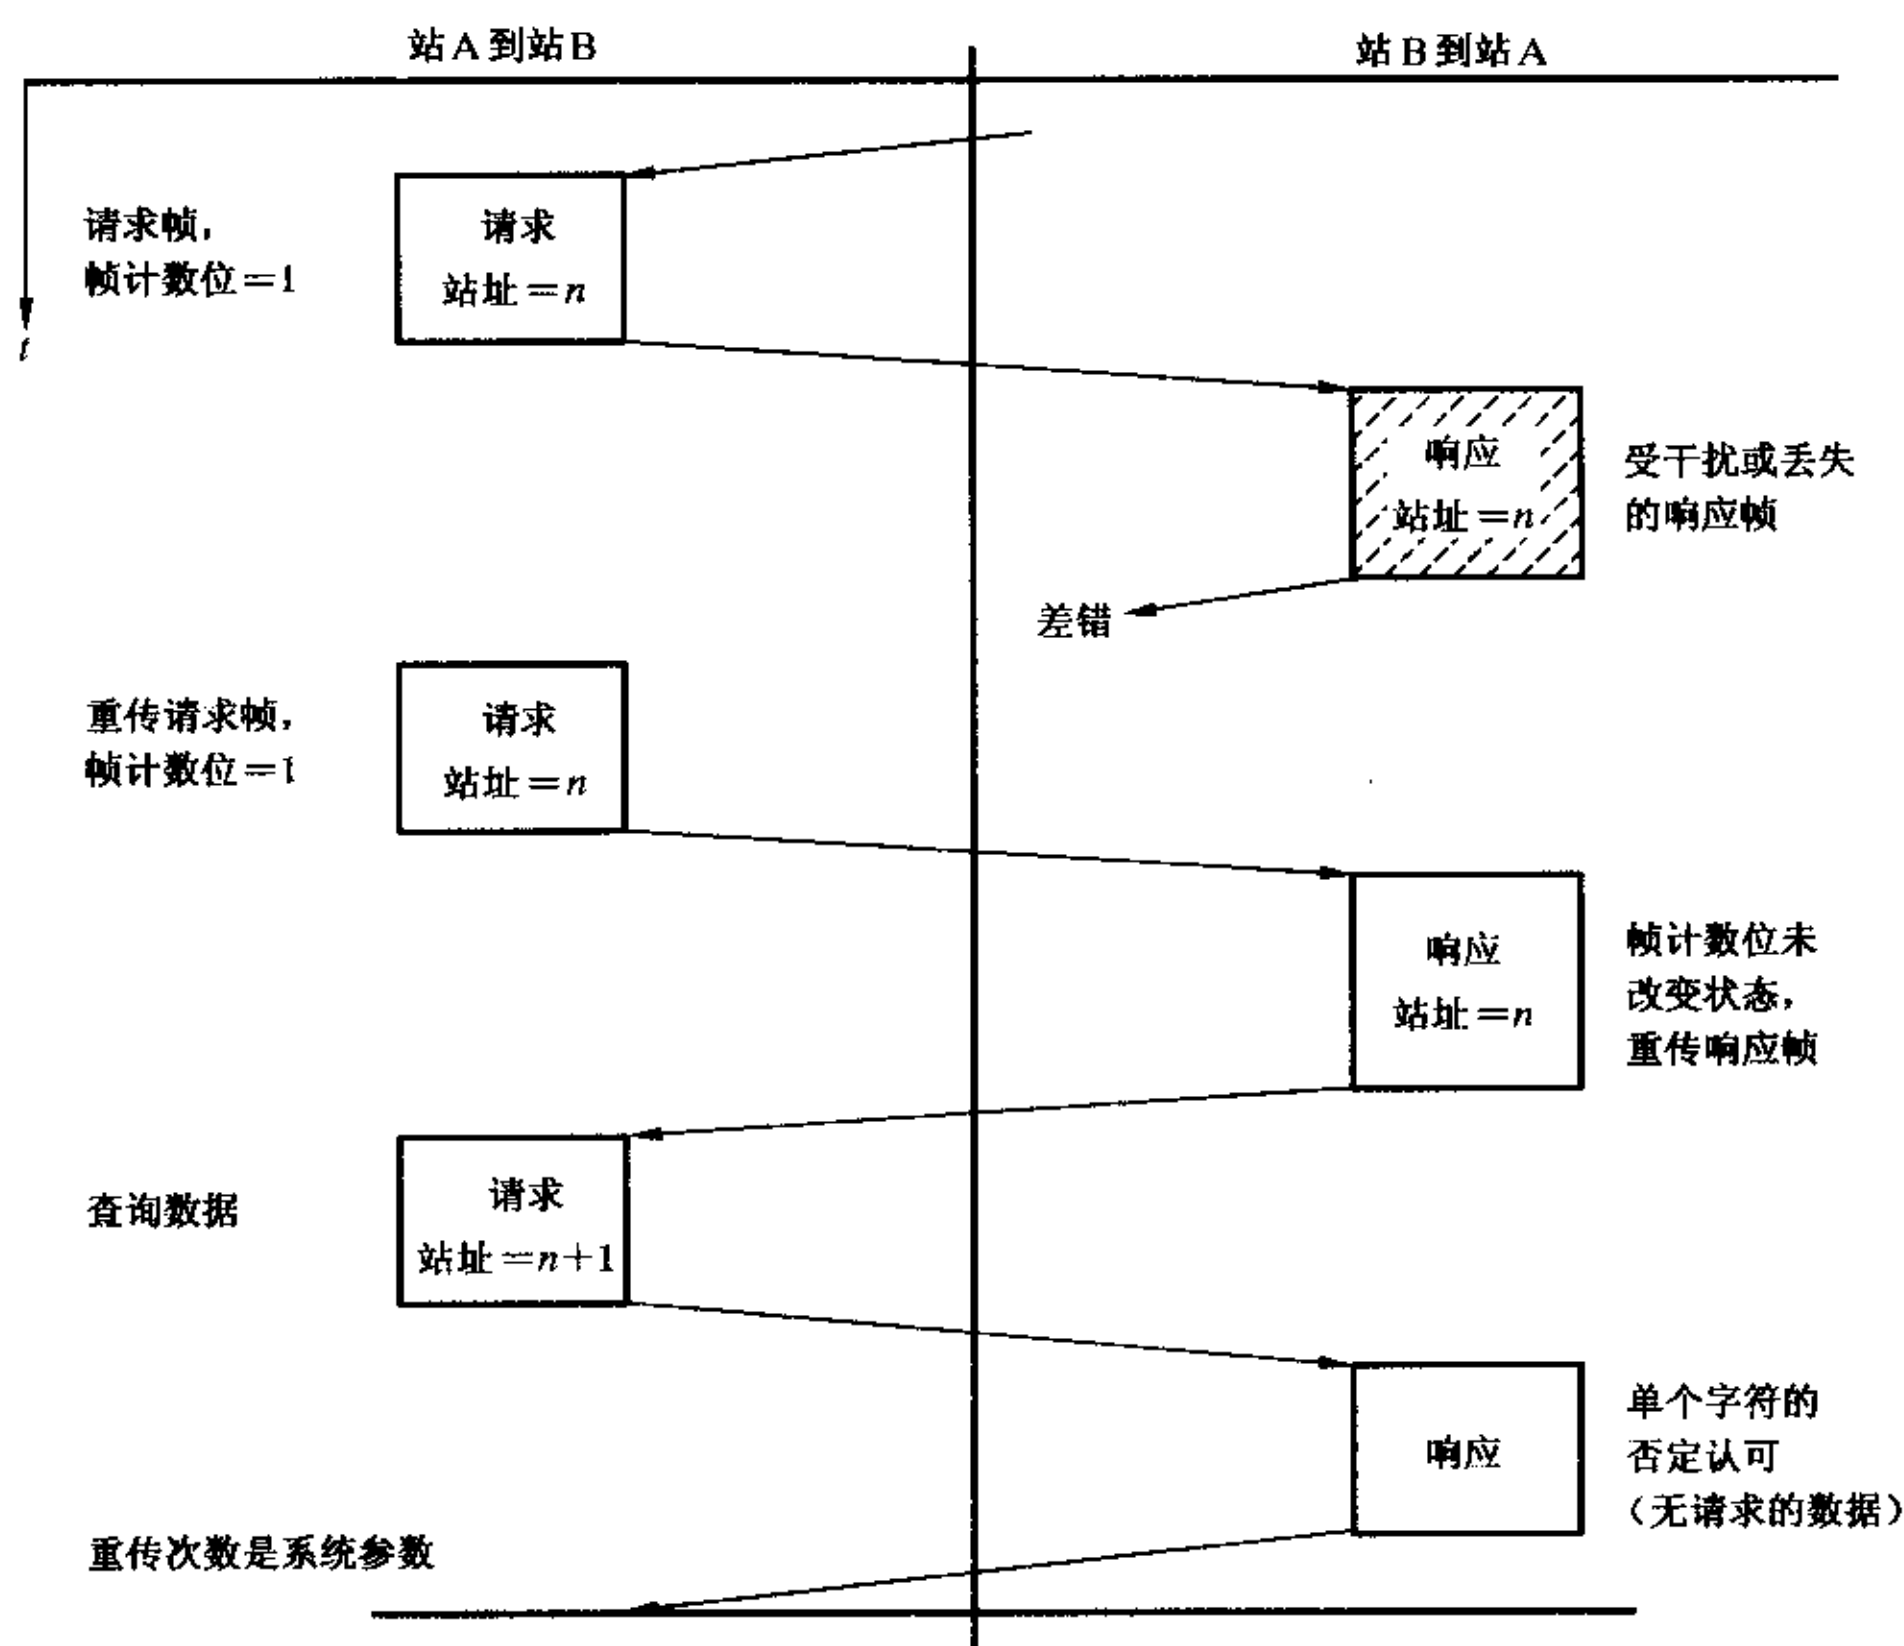 站A到站B
站B到站A
请求帧，
帧计数位＝1
t
请求
站址＝n
响应
站址＝n
受干扰或丢失
的响应帧
差错
重传请求帧，
帧计数位＝1
请求
站址＝n
响应
站址＝n
帧计数位未
改变状态，
重传响应帧
查询数据
请求
站址＝n＋1
响应
单个字符的
否定认可
（无请求的数据）
重传次数是系统参数